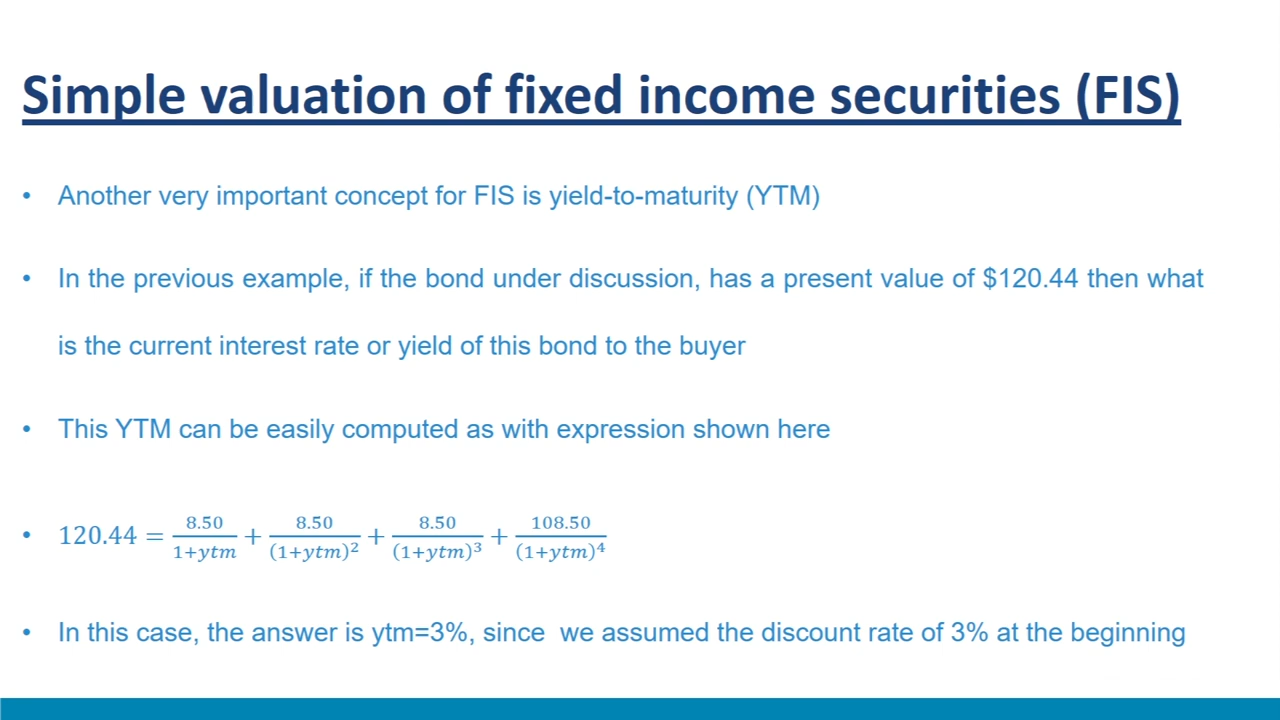 Simple valuation of fixed income securities (FIS)
• Another very important concept for FIS is yield-to-maturity (YTM)
• In the previous example, if the bond under discussion, has a present value of $120.44 then what
is the current interest rate or yield of this bond to the buyer
• This YTM can be easily computed as with expression shown here
• 120.44 = 8.50/(1+ytm) + 8.50/(1+ytm)² + 8.50/(1+ytm)³ + 108.50/(1+ytm)⁴
• In this case, the answer is ytm=3%, since we assumed the discount rate of 3% at the beginning